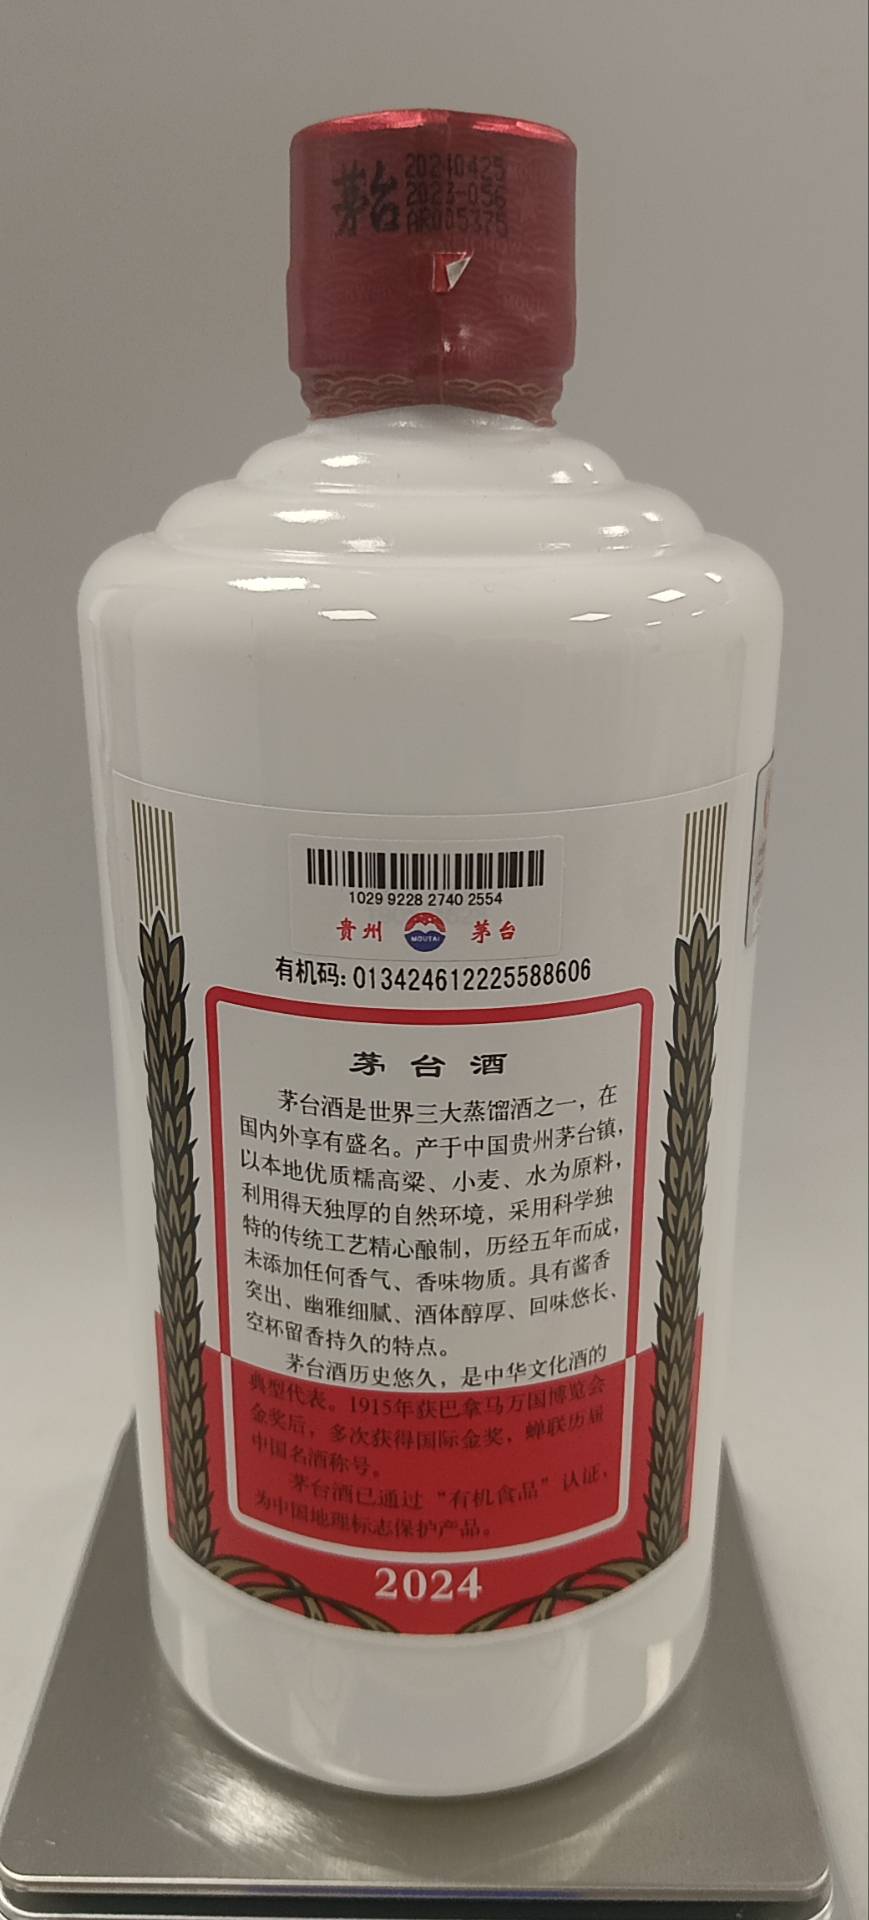 茅台
20240425
2023-056
AR005375
1029 9228 2740 2554
贵州 MOUTAI 茅台
有机码: 013424612225588606
茅台酒
茅台酒是世界三大蒸馏酒之一，在
国内外享有盛名。产于中国贵州茅台镇，
以本地优质糯高粱、小麦、水为原料，
利用得天独厚的自然环境，采用科学独
特的传统工艺精心酿制，历经五年而成，
未添加任何香气、香味物质。具有酱香
突出、幽雅细腻、酒体醇厚、回味悠长、
空杯留香持久的特点。
茅台酒历史悠久，是中华文化酒的
典型代表。1915年获巴拿马万国博览会
金奖后，多次获得国际金奖，蝉联历届
中国名酒称号。
茅台酒已通过“有机食品”认证，
为中国地理标志保护产品。
2024